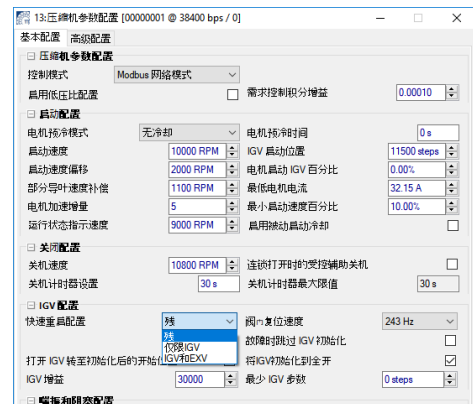 13:压缩机参数配置 [00000001 @ 38400 bps / 0]
基本配置 高级配置
压缩机参数配置
控制模式 Modbus 网络模式
启用低压比配置 需求控制积分增益 0.00010
启动配置
电机预冷模式 无冷却 电机预冷时间 0 s
启动速度 10000 RPM IGV 启动位置 11500 steps
启动速度偏移 2000 RPM 电机启动 IGV 百分比 0.00%
部分导叶速度补偿 1100 RPM 最低电机电流 32.15 A
电机加速增量 5 最小启动速度百分比 10.00%
运行状态指示速度 9000 RPM 启用被动启动冷却
关闭配置
关机速度 10800 RPM 连锁打开时的受控辅助关机
关机计时器设置 30 s 关机计时器最大限值 30 s
IGV 配置
快速重启配置 残 阀门复位速度 243 Hz
残
故障时跳过 IGV 初始化
仅限IGV
IGV和EXV
打开 IGV 转至初始化后的开始位 将IGV初始化到全开
IGV 增益 30000 最少 IGV 步数 0 steps
喘振和阻塞配置